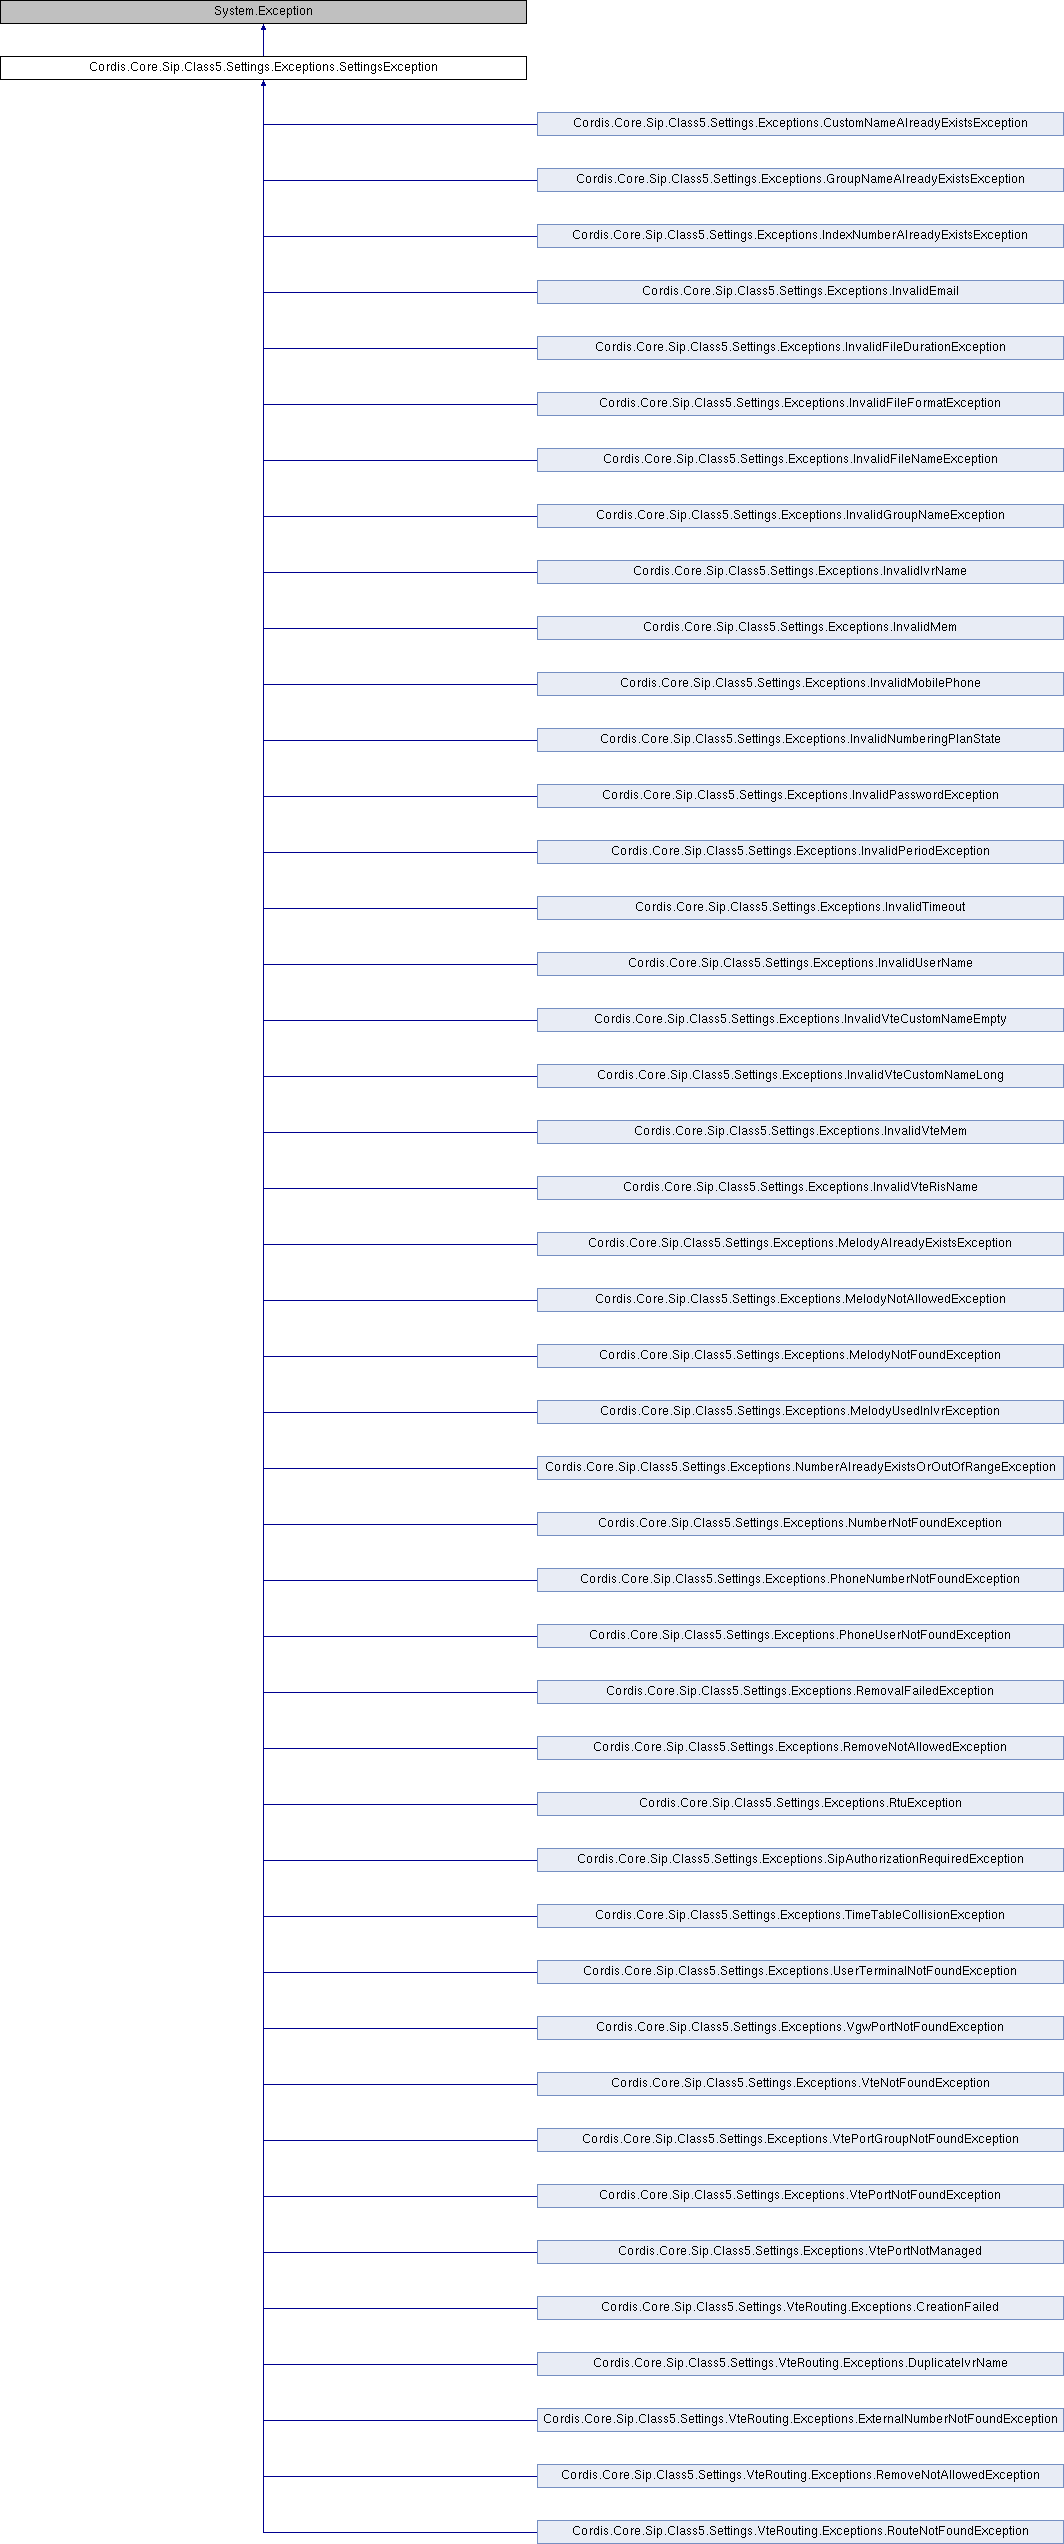 System.Exception
Cordis.Core.Sip.Class5.Settings.Exceptions.SettingsException
Cordis.Core.Sip.Class5.Settings.Exceptions.CustomNameAlreadyExistsException
Cordis.Core.Sip.Class5.Settings.Exceptions.GroupNameAlreadyExistsException
Cordis.Core.Sip.Class5.Settings.Exceptions.IndexNumberAlreadyExistsException
Cordis.Core.Sip.Class5.Settings.Exceptions.InvalidEmail
Cordis.Core.Sip.Class5.Settings.Exceptions.InvalidFileDurationException
Cordis.Core.Sip.Class5.Settings.Exceptions.InvalidFileFormatException
Cordis.Core.Sip.Class5.Settings.Exceptions.InvalidFileNameException
Cordis.Core.Sip.Class5.Settings.Exceptions.InvalidGroupNameException
Cordis.Core.Sip.Class5.Settings.Exceptions.InvalidIvrName
Cordis.Core.Sip.Class5.Settings.Exceptions.InvalidMem
Cordis.Core.Sip.Class5.Settings.Exceptions.InvalidMobilePhone
Cordis.Core.Sip.Class5.Settings.Exceptions.InvalidNumberingPlanState
Cordis.Core.Sip.Class5.Settings.Exceptions.InvalidPasswordException
Cordis.Core.Sip.Class5.Settings.Exceptions.InvalidPeriodException
Cordis.Core.Sip.Class5.Settings.Exceptions.InvalidTimeout
Cordis.Core.Sip.Class5.Settings.Exceptions.InvalidUserName
Cordis.Core.Sip.Class5.Settings.Exceptions.InvalidVteCustomNameEmpty
Cordis.Core.Sip.Class5.Settings.Exceptions.InvalidVteCustomNameLong
Cordis.Core.Sip.Class5.Settings.Exceptions.InvalidVteMem
Cordis.Core.Sip.Class5.Settings.Exceptions.InvalidVteRisName
Cordis.Core.Sip.Class5.Settings.Exceptions.MelodyAlreadyExistsException
Cordis.Core.Sip.Class5.Settings.Exceptions.MelodyNotAllowedException
Cordis.Core.Sip.Class5.Settings.Exceptions.MelodyNotFoundException
Cordis.Core.Sip.Class5.Settings.Exceptions.MelodyUsedInIvrException
Cordis.Core.Sip.Class5.Settings.Exceptions.NumberAlreadyExistsOrOutOfRangeException
Cordis.Core.Sip.Class5.Settings.Exceptions.NumberNotFoundException
Cordis.Core.Sip.Class5.Settings.Exceptions.PhoneNumberNotFoundException
Cordis.Core.Sip.Class5.Settings.Exceptions.PhoneUserNotFoundException
Cordis.Core.Sip.Class5.Settings.Exceptions.RemovalFailedException
Cordis.Core.Sip.Class5.Settings.Exceptions.RemoveNotAllowedException
Cordis.Core.Sip.Class5.Settings.Exceptions.RtuException
Cordis.Core.Sip.Class5.Settings.Exceptions.SipAuthorizationRequiredException
Cordis.Core.Sip.Class5.Settings.Exceptions.TimeTableCollisionException
Cordis.Core.Sip.Class5.Settings.Exceptions.UserTerminalNotFoundException
Cordis.Core.Sip.Class5.Settings.Exceptions.VgwPortNotFoundException
Cordis.Core.Sip.Class5.Settings.Exceptions.VteNotFoundException
Cordis.Core.Sip.Class5.Settings.Exceptions.VtePortGroupNotFoundException
Cordis.Core.Sip.Class5.Settings.Exceptions.VtePortNotFoundException
Cordis.Core.Sip.Class5.Settings.Exceptions.VtePortNotManaged
Cordis.Core.Sip.Class5.Settings.VteRouting.Exceptions.CreationFailed
Cordis.Core.Sip.Class5.Settings.VteRouting.Exceptions.DuplicateIvrName
Cordis.Core.Sip.Class5.Settings.VteRouting.Exceptions.ExternalNumberNotFoundException
Cordis.Core.Sip.Class5.Settings.VteRouting.Exceptions.RemoveNotAllowedException
Cordis.Core.Sip.Class5.Settings.VteRouting.Exceptions.RouteNotFoundException